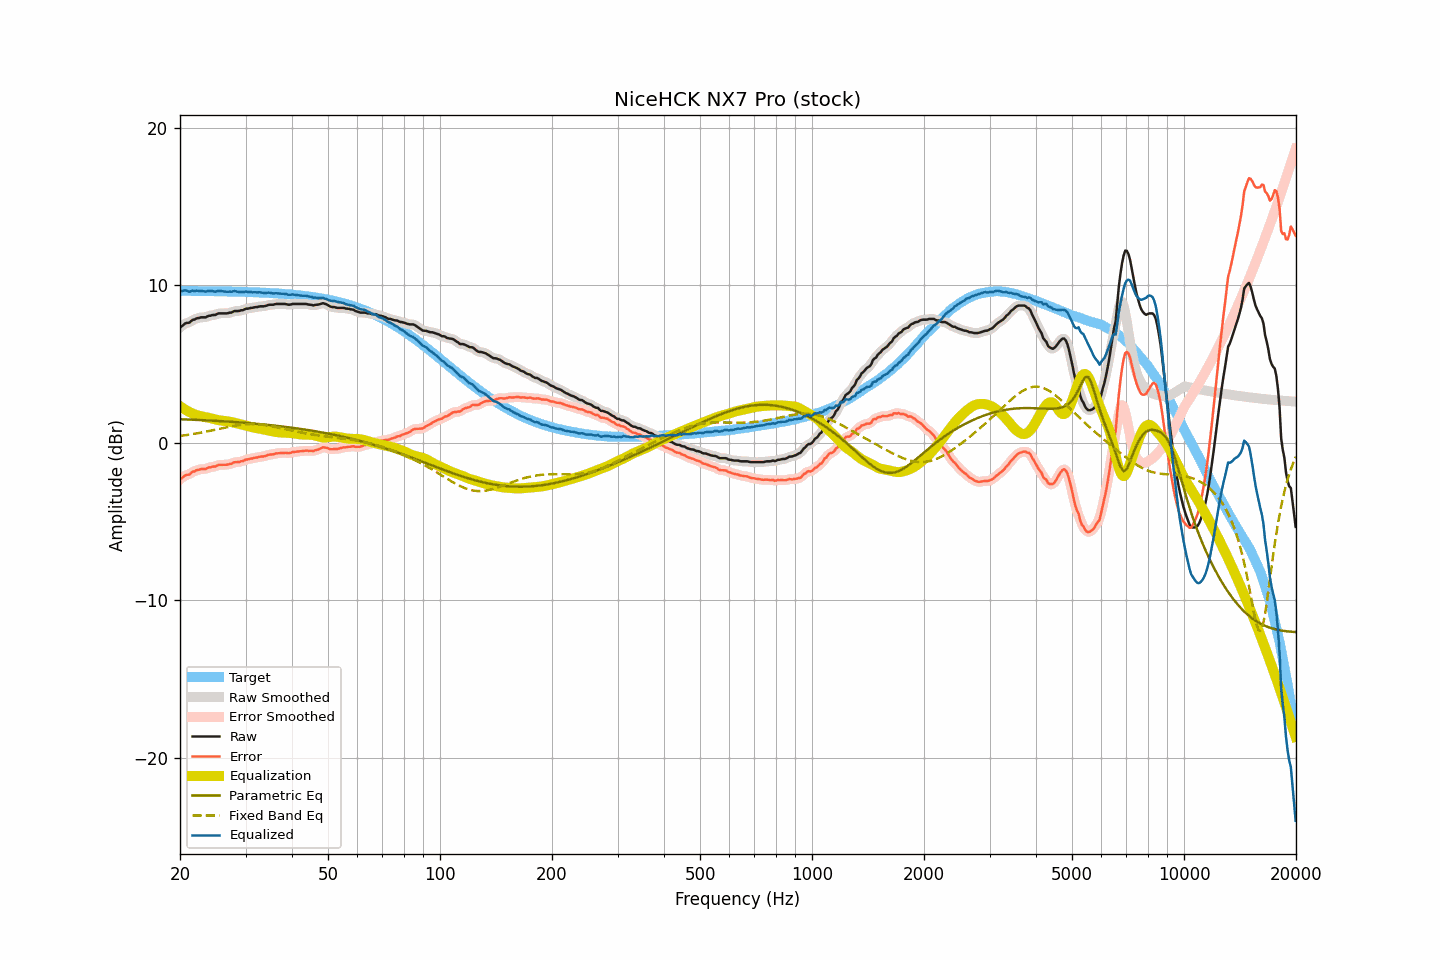 NiceHCK NX7 Pro (stock)
20
10
0
−10
−20
Amplitude (dBr)
Target
Raw Smoothed
Error Smoothed
Raw
Error
Equalization
Parametric Eq
Fixed Band Eq
Equalized
20 50 100 200 500 1000 2000 5000 10000 20000
Frequency (Hz)